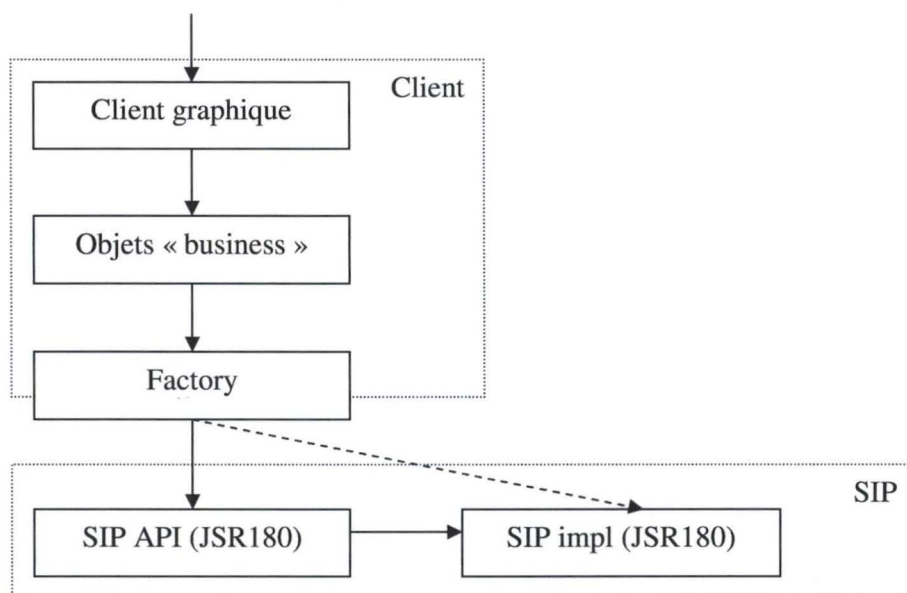 Client
Client graphique
Objets « business »
Factory
SIP
SIP API (JSR180)
SIP impl (JSR180)